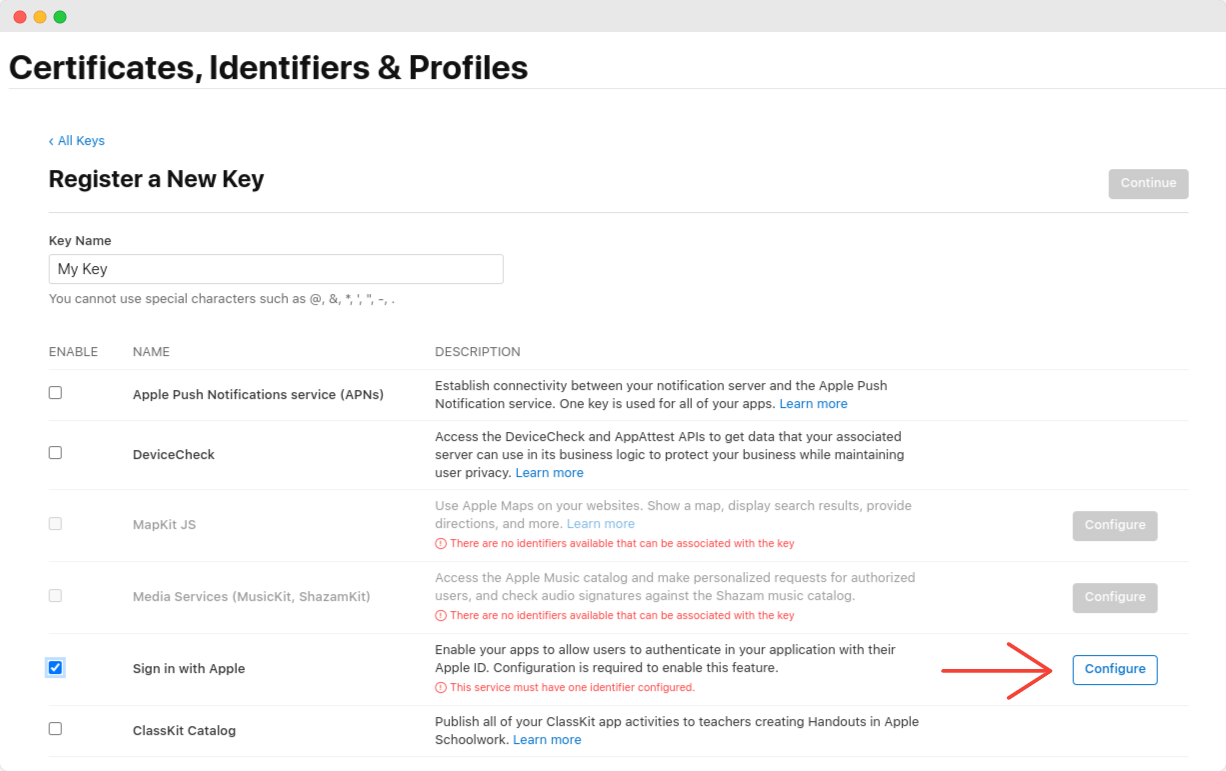 Certificates, Identifiers & Profiles
‹ All Keys
Register a New Key
Continue
Key Name
My Key
You cannot use special characters such as @, &, *, ', ", -, .
ENABLE NAME DESCRIPTION
Apple Push Notifications service (APNs)
Establish connectivity between your notification server and the Apple Push
Notification service. One key is used for all of your apps. Learn more
DeviceCheck
Access the DeviceCheck and AppAttest APIs to get data that your associated
server can use in its business logic to protect your business while maintaining
user privacy. Learn more
MapKit JS
Use Apple Maps on your websites. Show a map, display search results, provide
directions, and more. Learn more
There are no identifiers available that can be associated with the key
Configure
Media Services (MusicKit, ShazamKit)
Access the Apple Music catalog and make personalized requests for authorized
users, and check audio signatures against the Shazam music catalog.
There are no identifiers available that can be associated with the key
Configure
Sign in with Apple
Enable your apps to allow users to authenticate in your application with their
Apple ID. Configuration is required to enable this feature.
This service must have one identifier configured.
Configure
ClassKit Catalog
Publish all of your ClassKit app activities to teachers creating Handouts in Apple
Schoolwork. Learn more